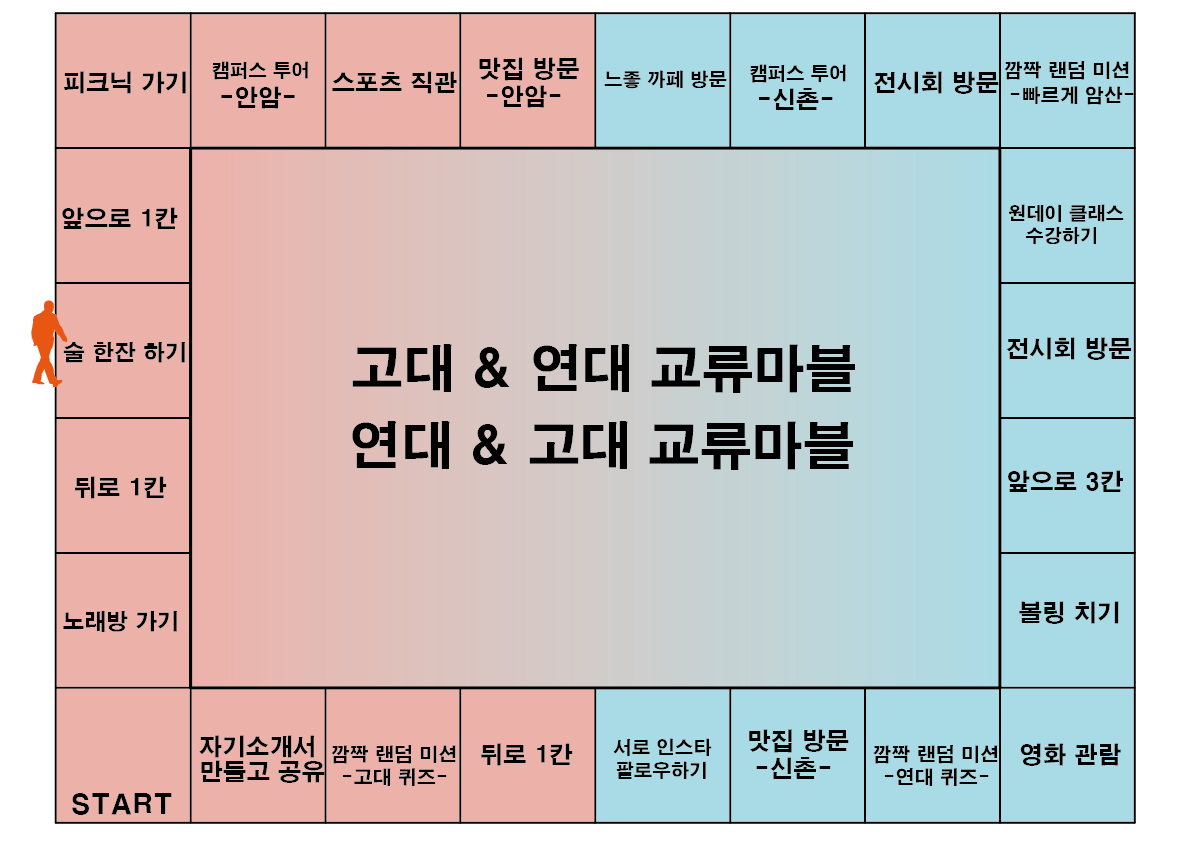 피크닉 가기
캠퍼스 투어
-안암-
스포츠 직관
맛집 방문
-안암-
느좋 까페 방문
캠퍼스 투어
-신촌-
전시회 방문
깜짝 랜덤 미션
-빠르게 암산-
앞으로 1칸
원데이 클래스
수강하기
술 한잔 하기
전시회 방문
고대 & 연대 교류마블
연대 & 고대 교류마블
뒤로 1칸
앞으로 3칸
노래방 가기
볼링 치기
START
자기소개서
만들고 공유
깜짝 랜덤 미션
-고대 퀴즈-
뒤로 1칸
서로 인스타
팔로우하기
맛집 방문
-신촌-
깜짝 랜덤 미션
-연대 퀴즈-
영화 관람